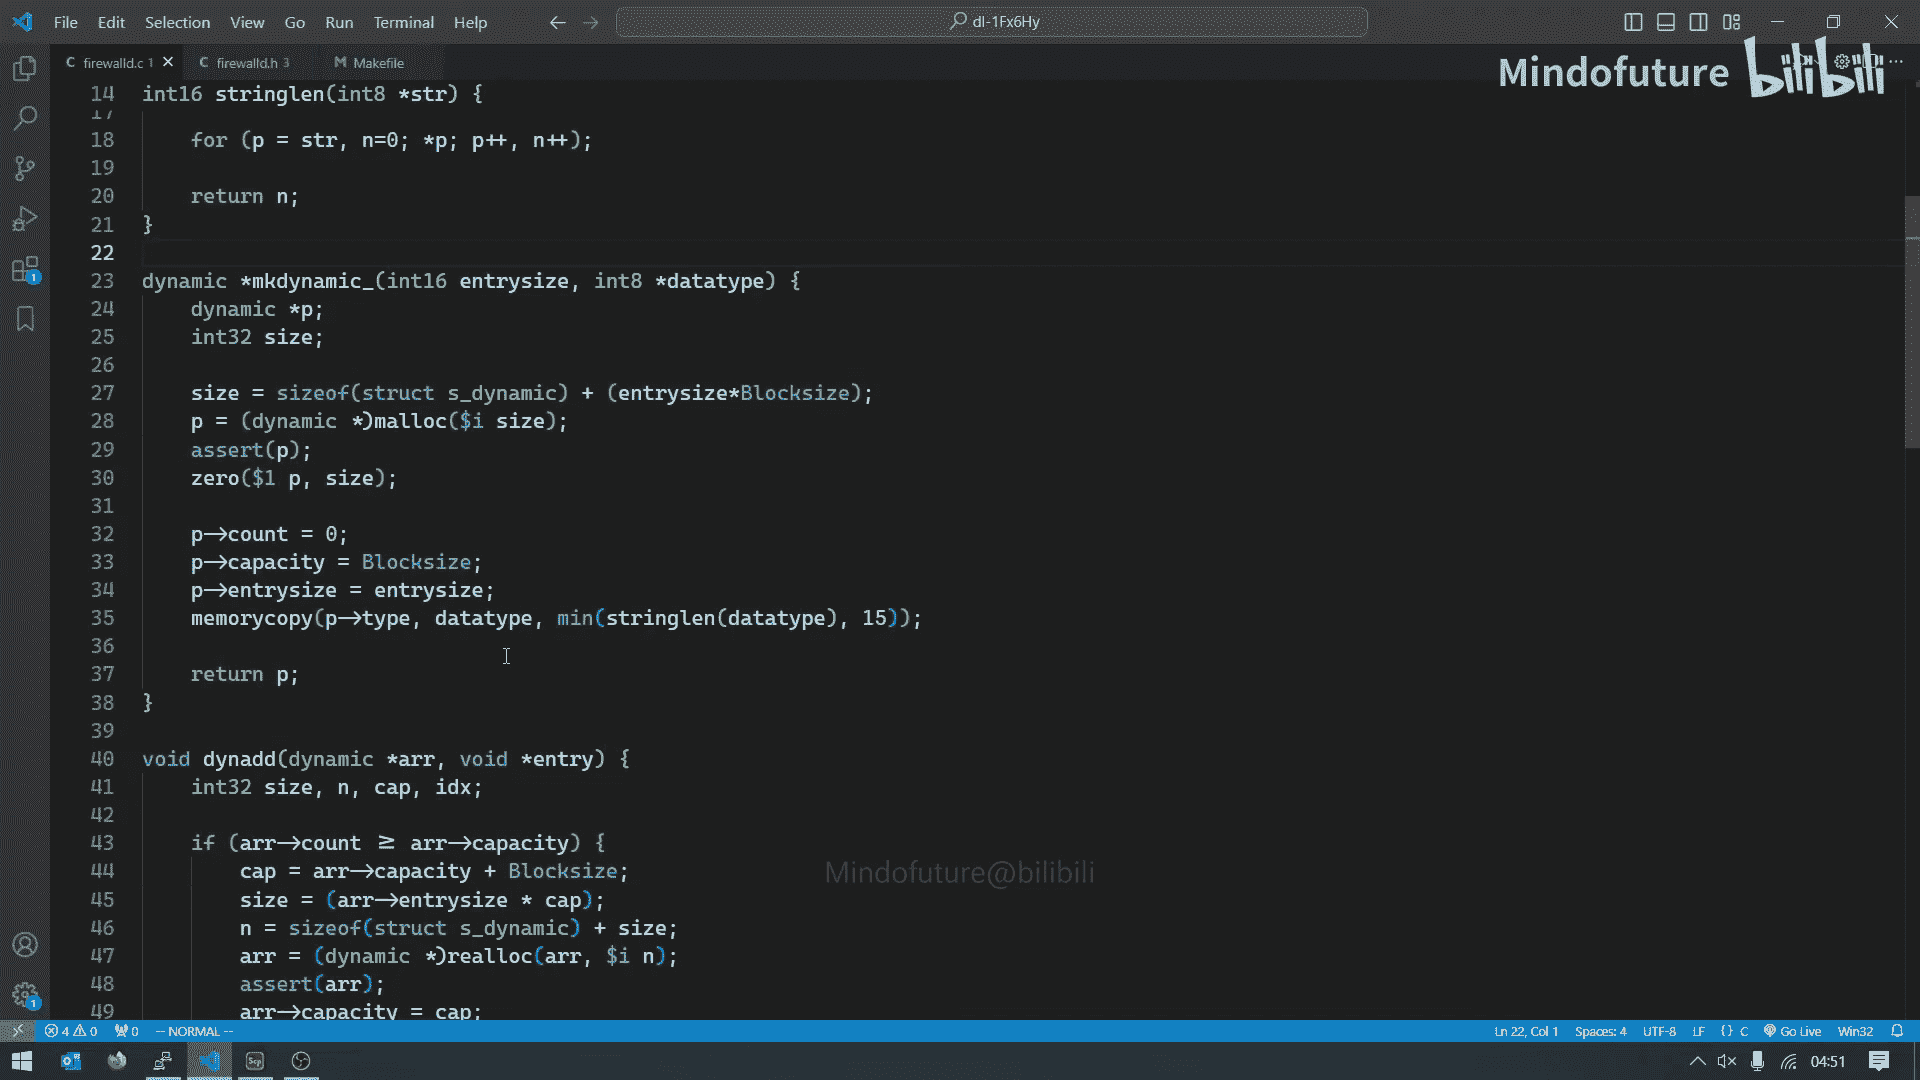 File Edit Selection View Go Run Terminal Help
dl-1Fx6Hy
firewalld.c 1
firewalld.h 3
Makefile
Mindofuture bilibili
14 int16 stringlen(int8 *str) {
17
18 for (p = str, n=0; *p; p++, n++);
19
20 return n;
21 }
22
23 dynamic *mkdynamic_(int16 entrysize, int8 *datatype) {
24 dynamic *p;
25 int32 size;
26
27 size = sizeof(struct s_dynamic) + (entrysize*Blocksize);
28 p = (dynamic *)malloc($i size);
29 assert(p);
30 zero($1 p, size);
31
32 p->count = 0;
33 p->capacity = Blocksize;
34 p->entrysize = entrysize;
35 memorycopy(p->type, datatype, min(stringlen(datatype), 15));
36
37 return p;
38 }
39
40 void dynadd(dynamic *arr, void *entry) {
41 int32 size, n, cap, idx;
42
43 if (arr->count >= arr->capacity) {
44 cap = arr->capacity + Blocksize;
45 size = (arr->entrysize * cap);
46 n = sizeof(struct s_dynamic) + size;
47 arr = (dynamic *)realloc(arr, $i n);
48 assert(arr);
49 arr->capacity = cap;
Mindofuture@bilibili
1
1
4 0 0 -- NORMAL -- Ln 22, Col 1 Spaces: 4 UTF-8 LF {} C Go Live Win32
04:51